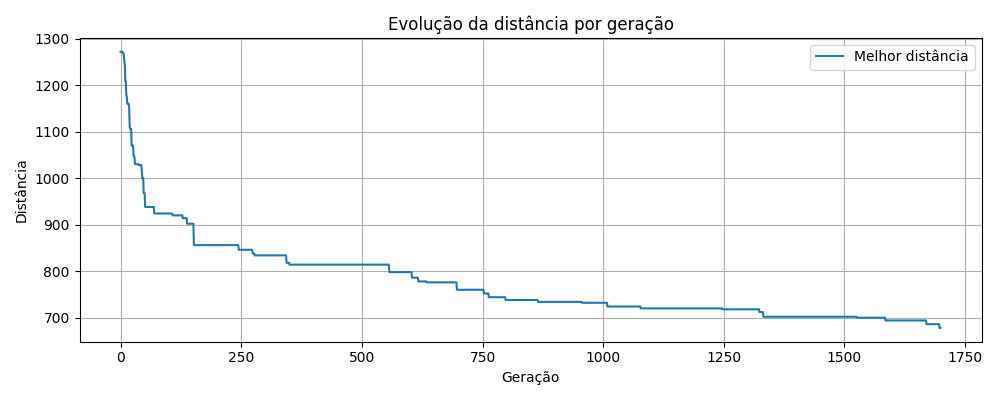 Evolução da distância por geração
Melhor distância
Distância
1300
1200
1100
1000
900
800
700
0 250 500 750 1000 1250 1500 1750
Geração